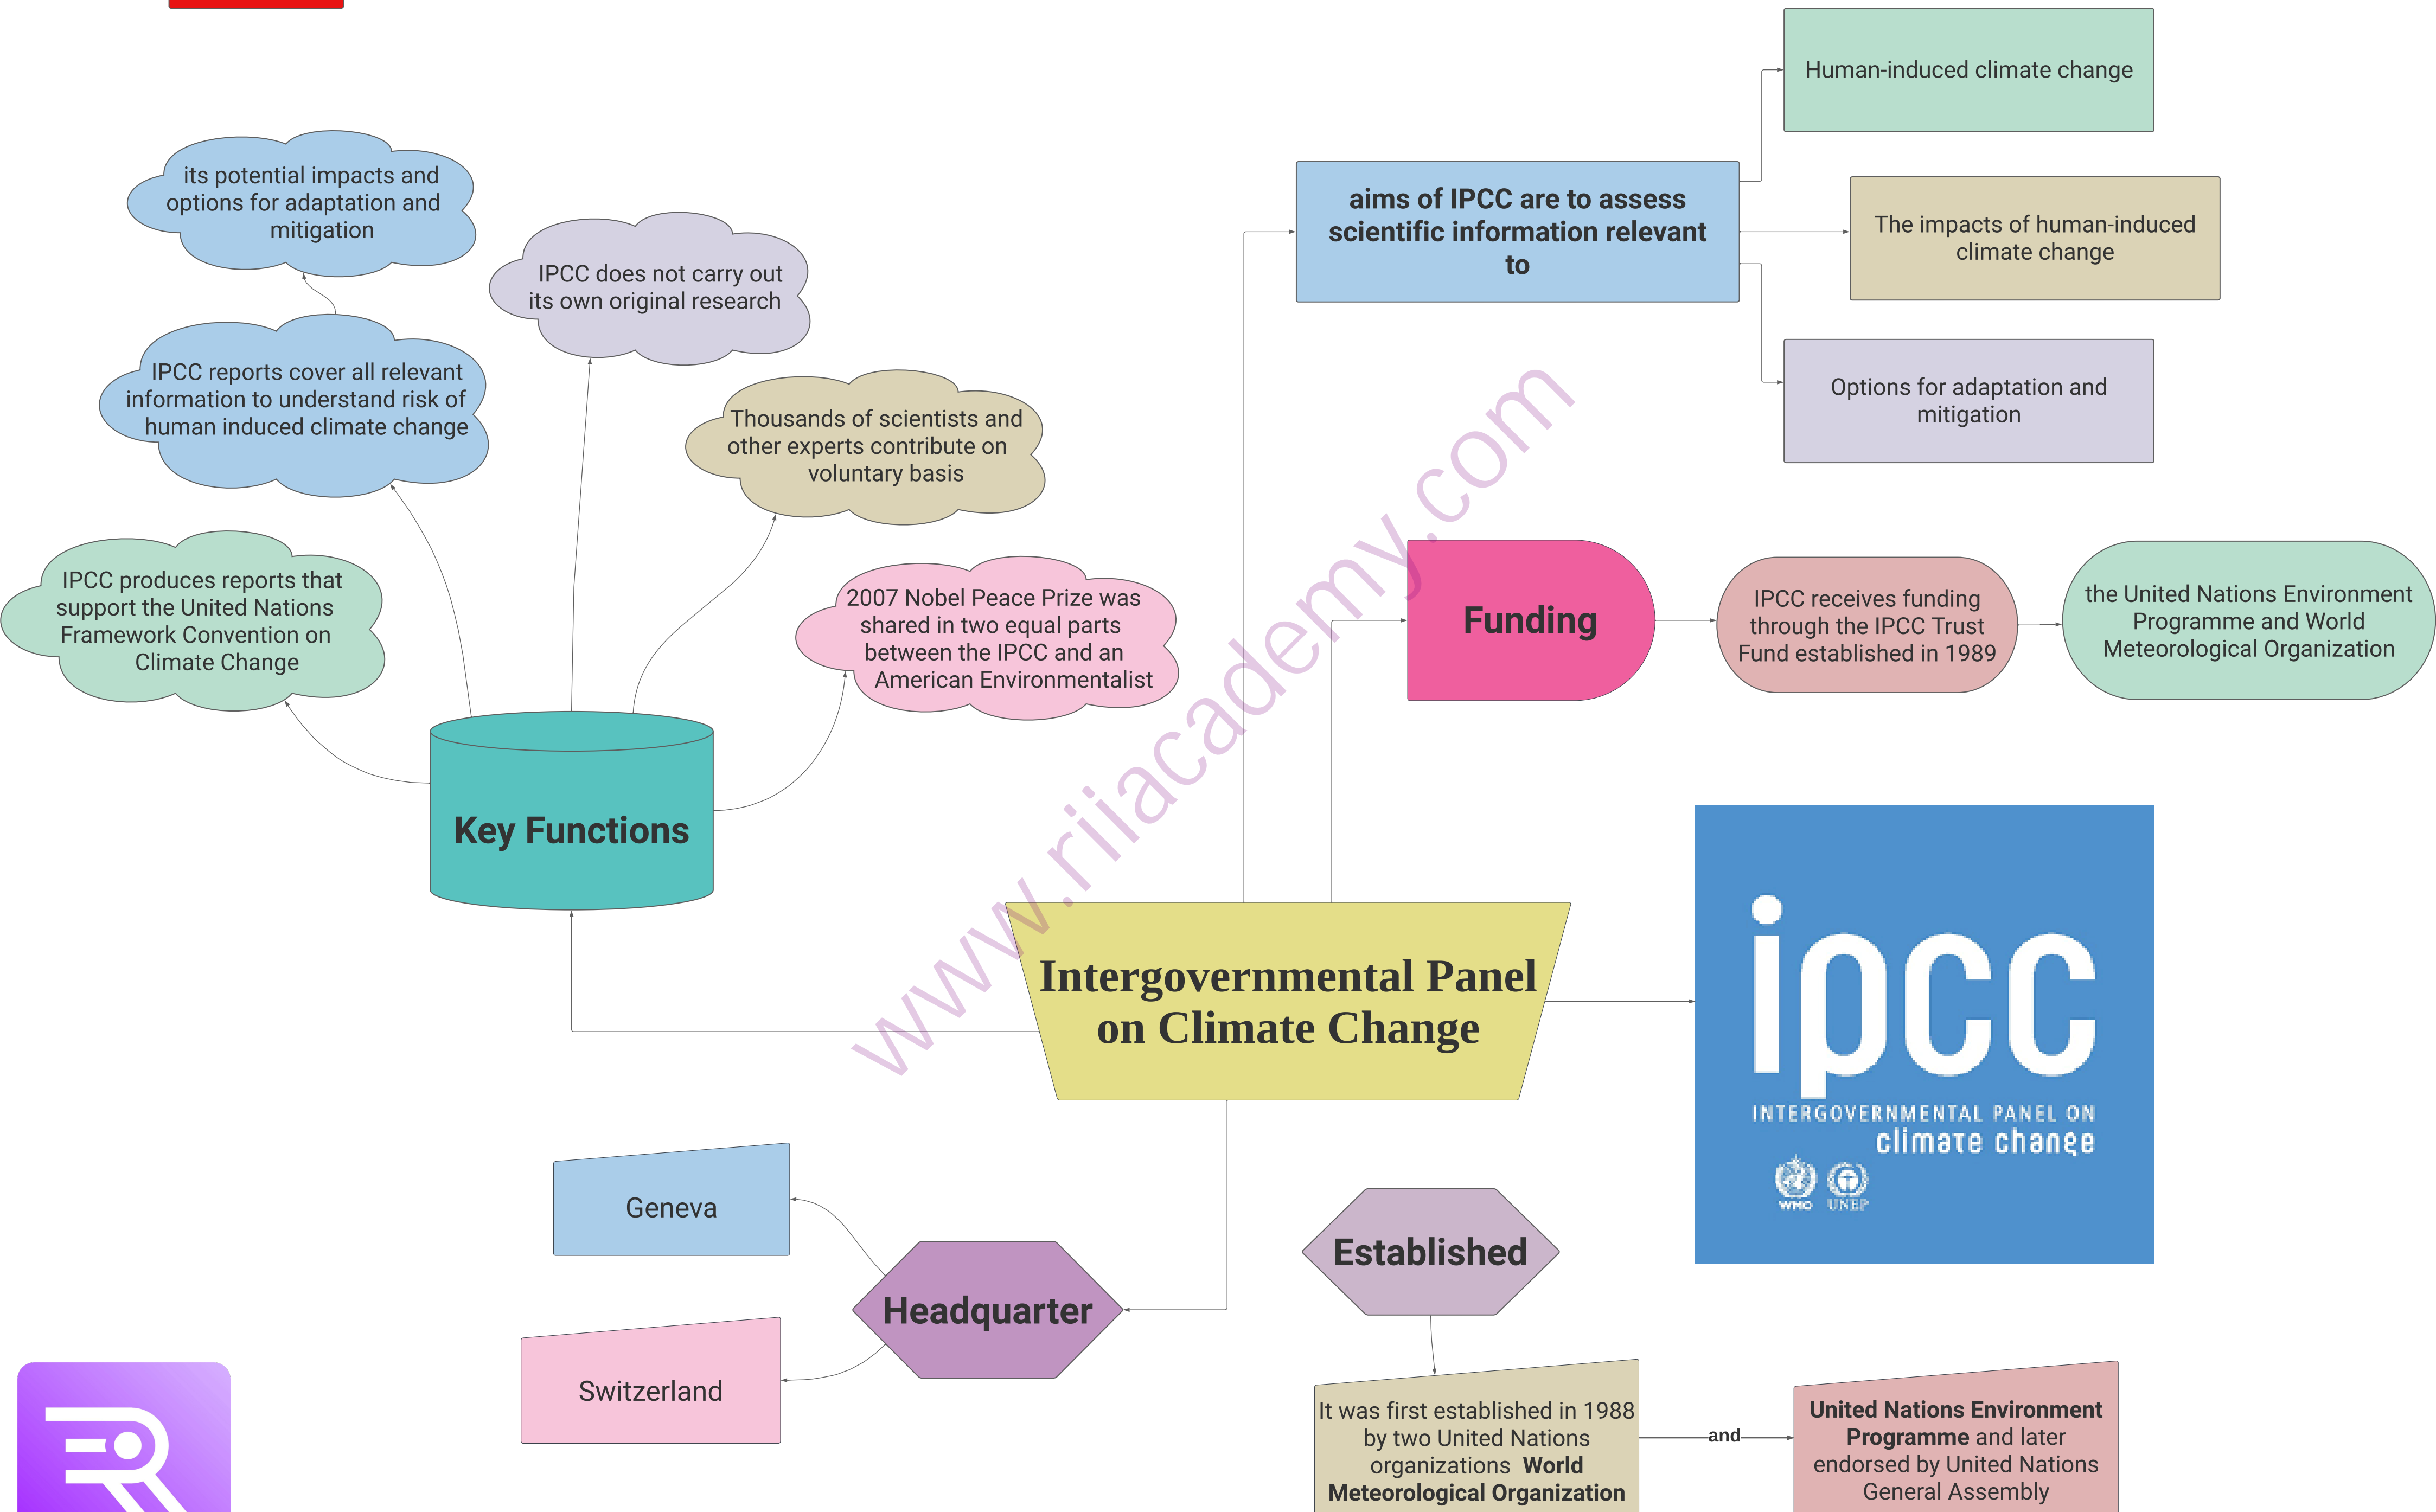 Human-induced climate change
its potential impacts and
options for adaptation and
mitigation
aims of IPCC are to assess
scientific information relevant
to
The impacts of human-induced
climate change
IPCC does not carry out
its own original research
IPCC reports cover all relevant
information to understand risk of
human induced climate change
Options for adaptation and
mitigation
Thousands of scientists and
other experts contribute on
voluntary basis
IPCC produces reports that
support the United Nations
Framework Convention on
Climate Change
2007 Nobel Peace Prize was
shared in two equal parts
between the IPCC and an
American Environmentalist
Funding
IPCC receives funding
through the IPCC Trust
Fund established in 1989
the United Nations Environment
Programme and World
Meteorological Organization
Key Functions
www.riiacademy.com
Intergovernmental Panel
on Climate Change
ipcc
INTERGOVERNMENTAL PANEL ON
climate change
WMO
UNEP
Geneva
Headquarter
Switzerland
Established
It was first established in 1988
by two United Nations
organizations World
Meteorological Organization
and
United Nations Environment
Programme and later
endorsed by United Nations
General Assembly